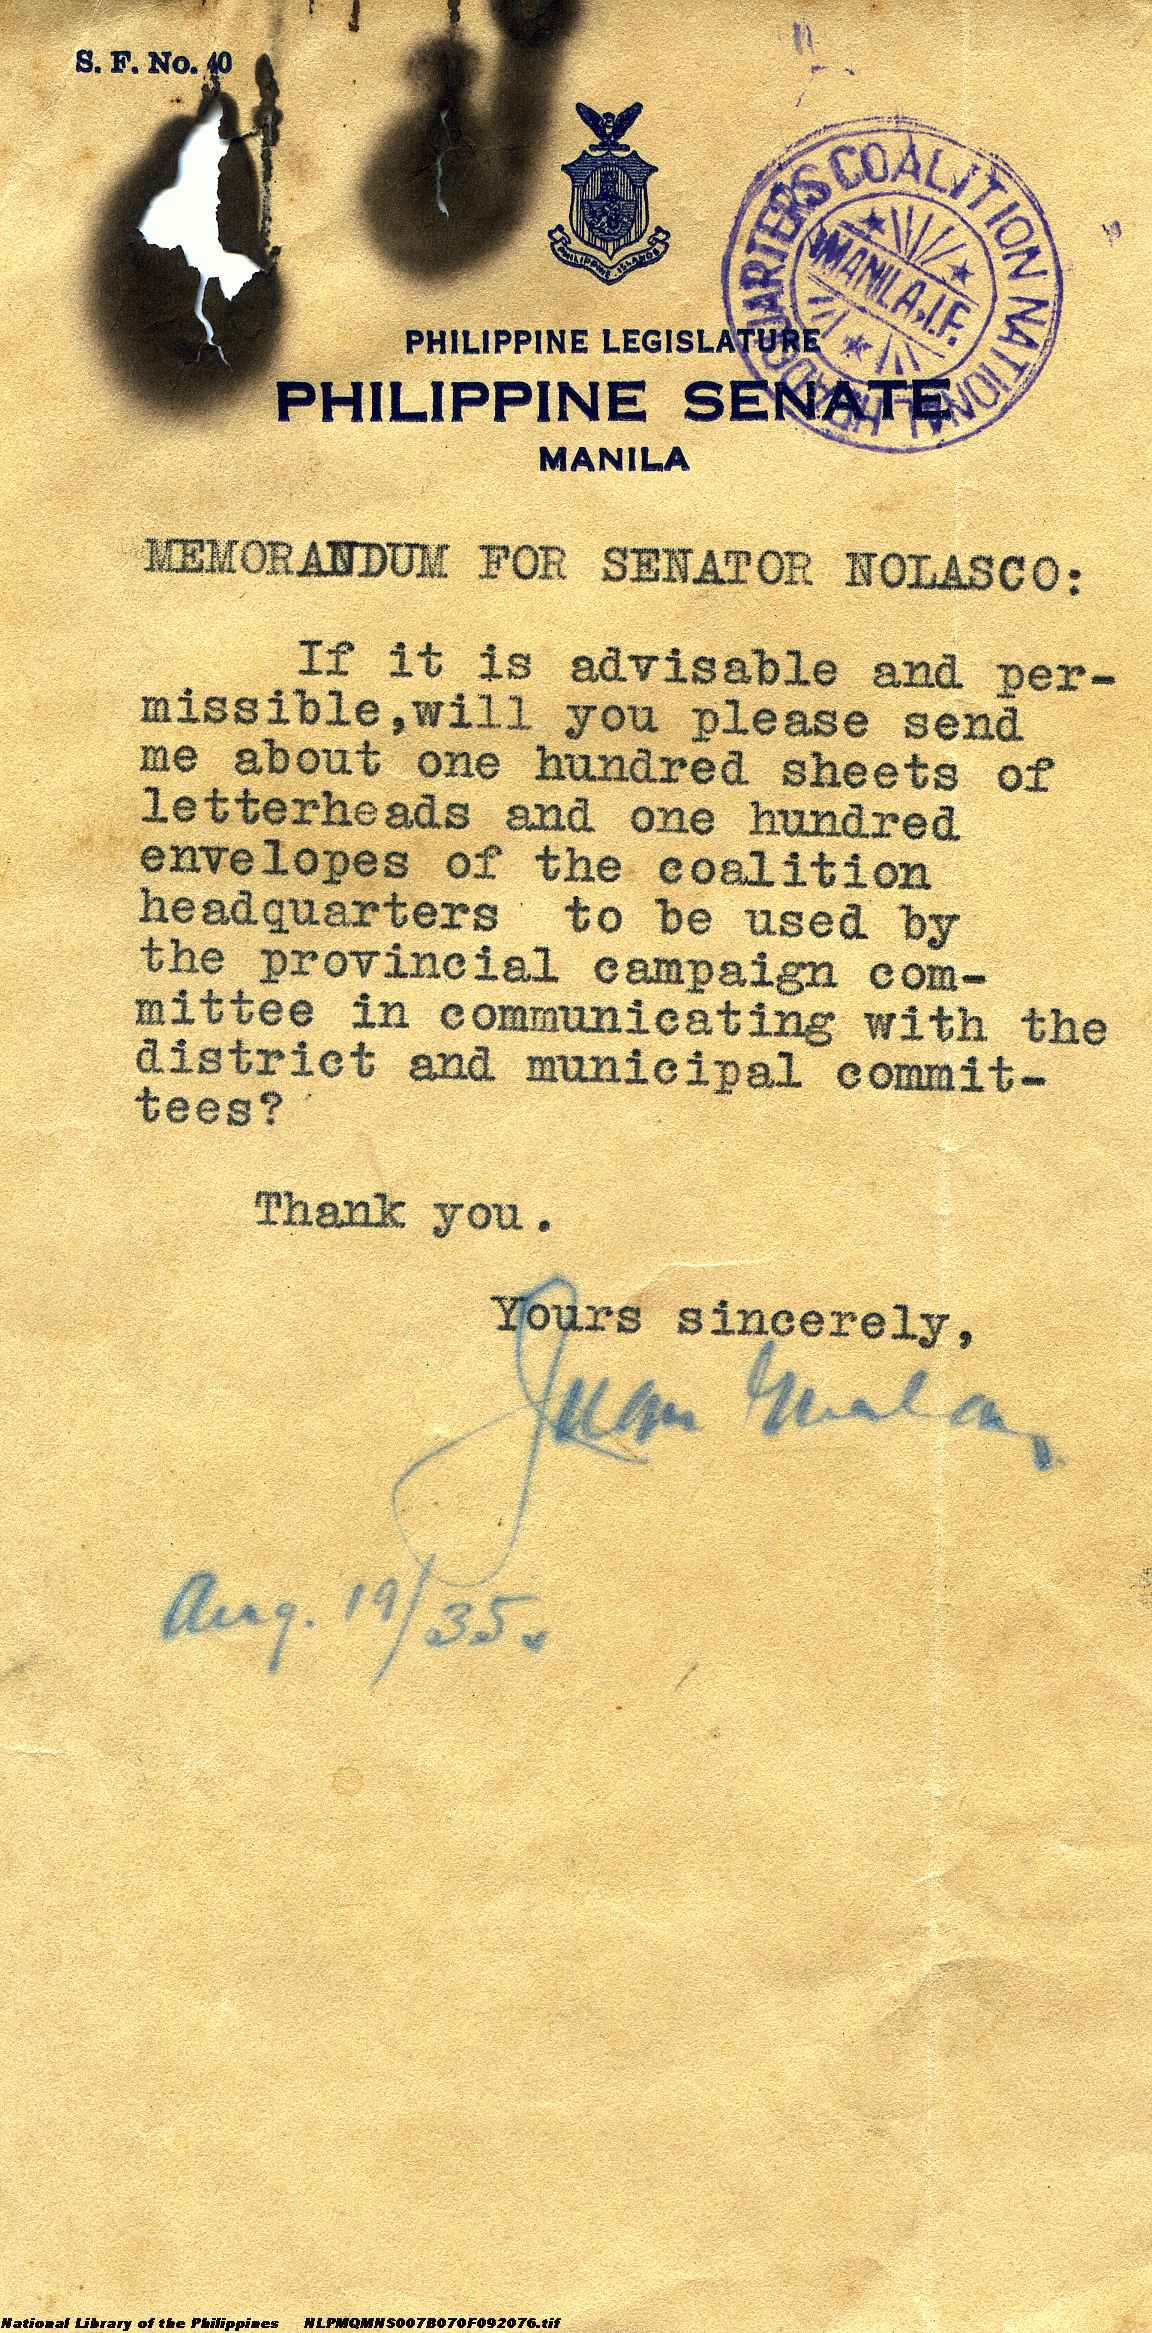 S. F. No. 40
PHILIPPINE ISLANDS
COALITION NATIONAL HEADQUARTERS
MANILA, I.F.
PHILIPPINE LEGISLATURE
PHILIPPINE SENATE
MANILA
MEMORANDUM FOR SENATOR NOLASCO:
If it is advisable and per-
missible,will you please send
me about one hundred sheets of
letterheads and one hundred
envelopes of the coalition
headquarters to be used by
the provincial campaign com-
mittee in communicating with the
district and municipal commit-
tees?
Thank you.
Yours sincerely,
Juan
Aug. 19/35.
National Library of the Philippines NLPMQMNS007B070F092076.tif